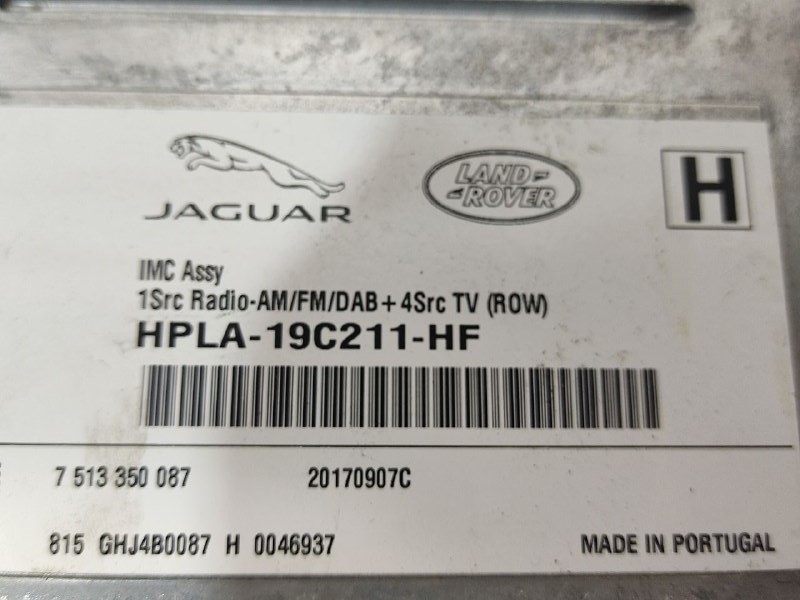 JAGUAR
LAND-
-ROVER
H
IMC Assy
1Src Radio-AM/FM/DAB+4Src TV (ROW)
HPLA-19C211-HF
7 513 350 087 20170907C
815 GHJ4B0087 H 0046937 MADE IN PORTUGAL